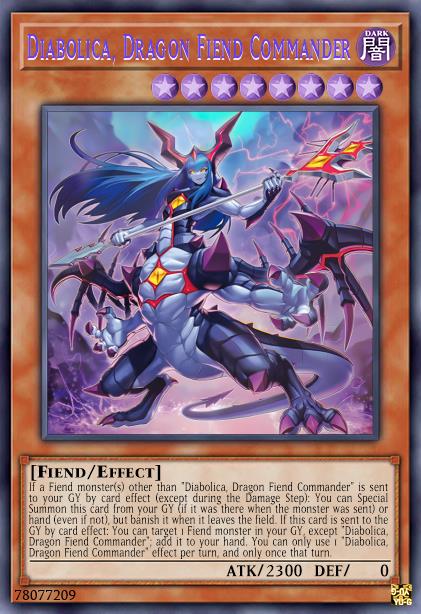 Diabolica, Dragon Fiend Commander
DARK
闇
[Fiend/Effect]
If a Fiend monster(s) other than "Diabolica, Dragon Fiend Commander" is sent
to your GY by card effect (except during the Damage Step): You can Special
Summon this card from your GY (if it was there when the monster was sent) or
hand (even if not), but banish it when it leaves the field. If this card is sent to the
GY by card effect: You can target 1 Fiend monster in your GY, except "Diabolica,
Dragon Fiend Commander"; add it to your hand. You can only use 1 "Diabolica,
Dragon Fiend Commander" effect per turn, and only once that turn.
ATK/2300 DEF/ 0
78077209